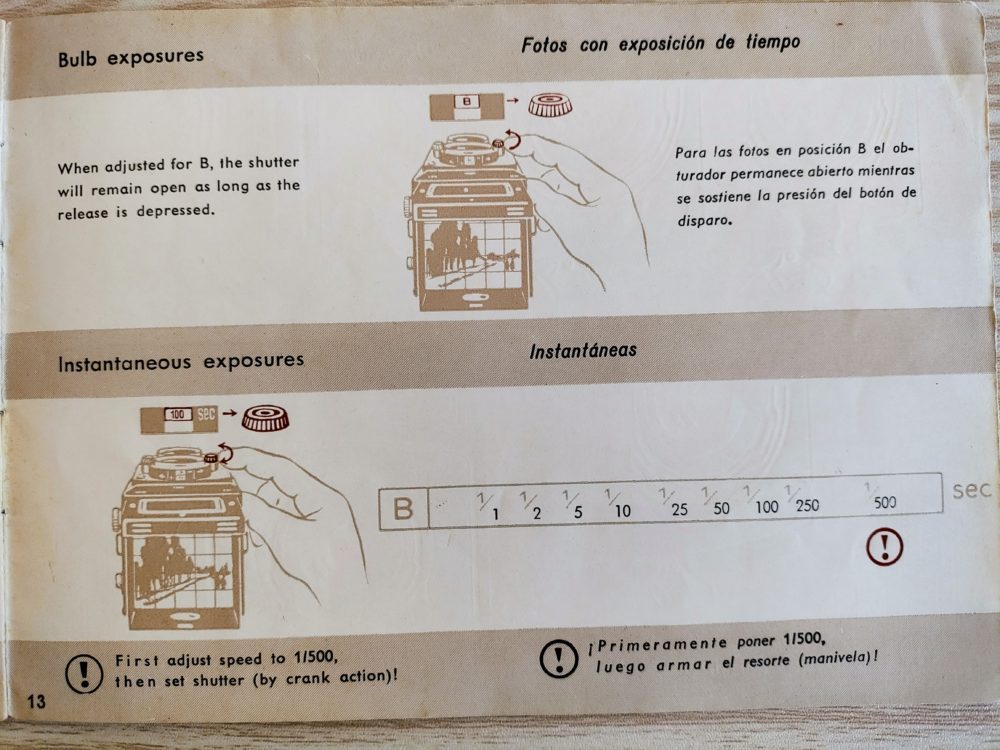 Bulb exposures
Fotos con exposición de tiempo
B
When adjusted for B, the shutter
will remain open as long as the
release is depressed.
Para las fotos en posición B el ob-
turador permanece abierto mientras
se sostiene la presión del botón de
disparo.
Instantaneous exposures
Instantáneas
100 sec
B 1/1 1/2 1/5 1/10 1/25 1/50 1/100 1/250 1/500 sec
!
! First adjust speed to 1/500,
then set shutter (by crank action)!
! ¡Primeramente poner 1/500,
luego armar el resorte (manivela)!
13